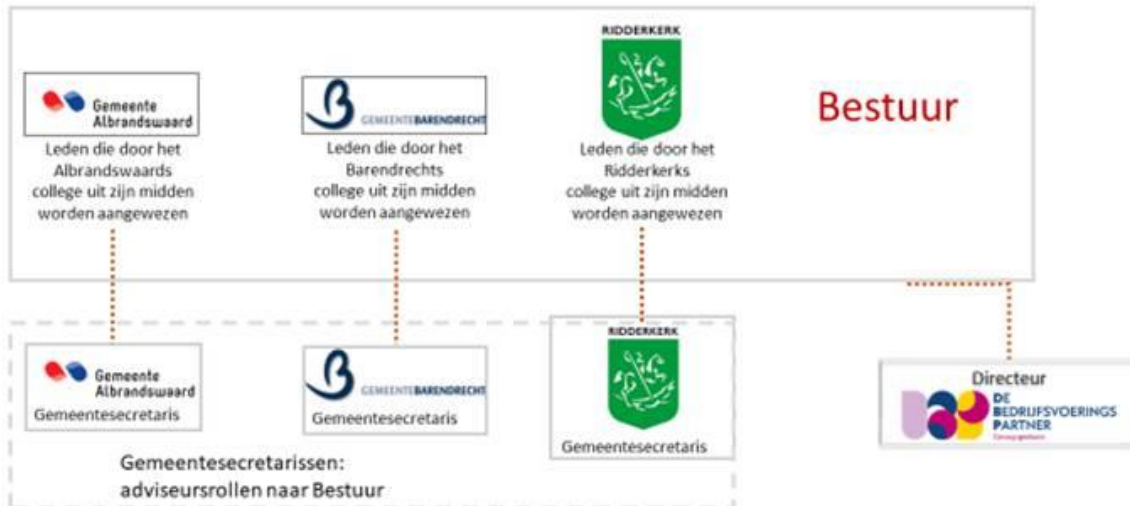 RIDDERKERK
Bestuur
Gemeente
Albrandswaard
GEMEENTEBARENDRECHT
Leden die door het
Albrandswaards
college uit zijn midden
worden aangewezen
Leden die door het
Barendrechts
college uit zijn midden
worden aangewezen
Leden die door het
Ridderkerks
college uit zijn midden
worden aangewezen
Gemeente
Albrandswaard
Gemeentesecretaris
GEMEENTEBARENDRECHT
Gemeentesecretaris
RIDDERKERK
Gemeentesecretaris
Directeur
DE
BEDRIJFSVOERINGS
PARTNER
Gemeentesecretarissen:
adviseursrollen naar Bestuur